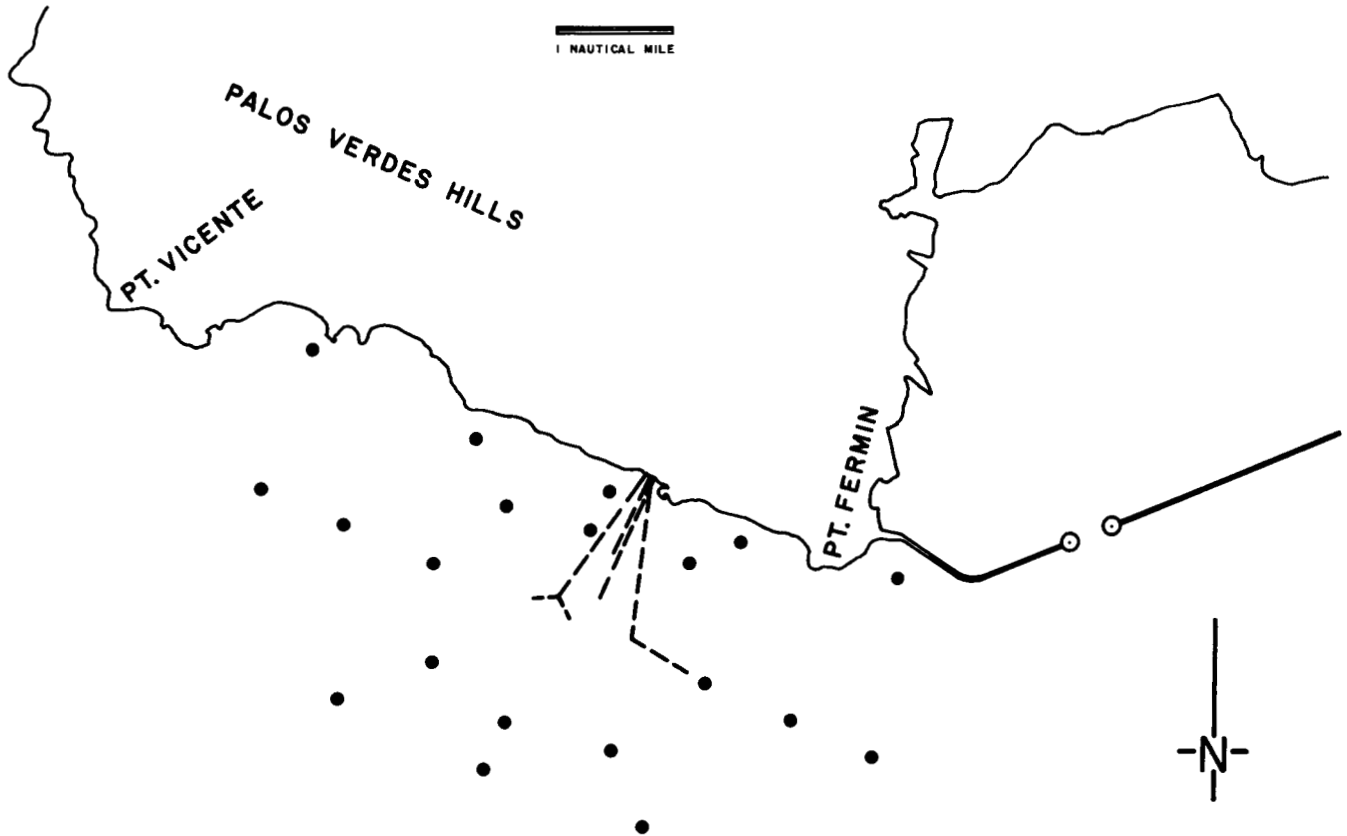 1 NAUTICAL MILE
PALOS VERDES HILLS
PT. VICENTE
PT. FERMIN
N